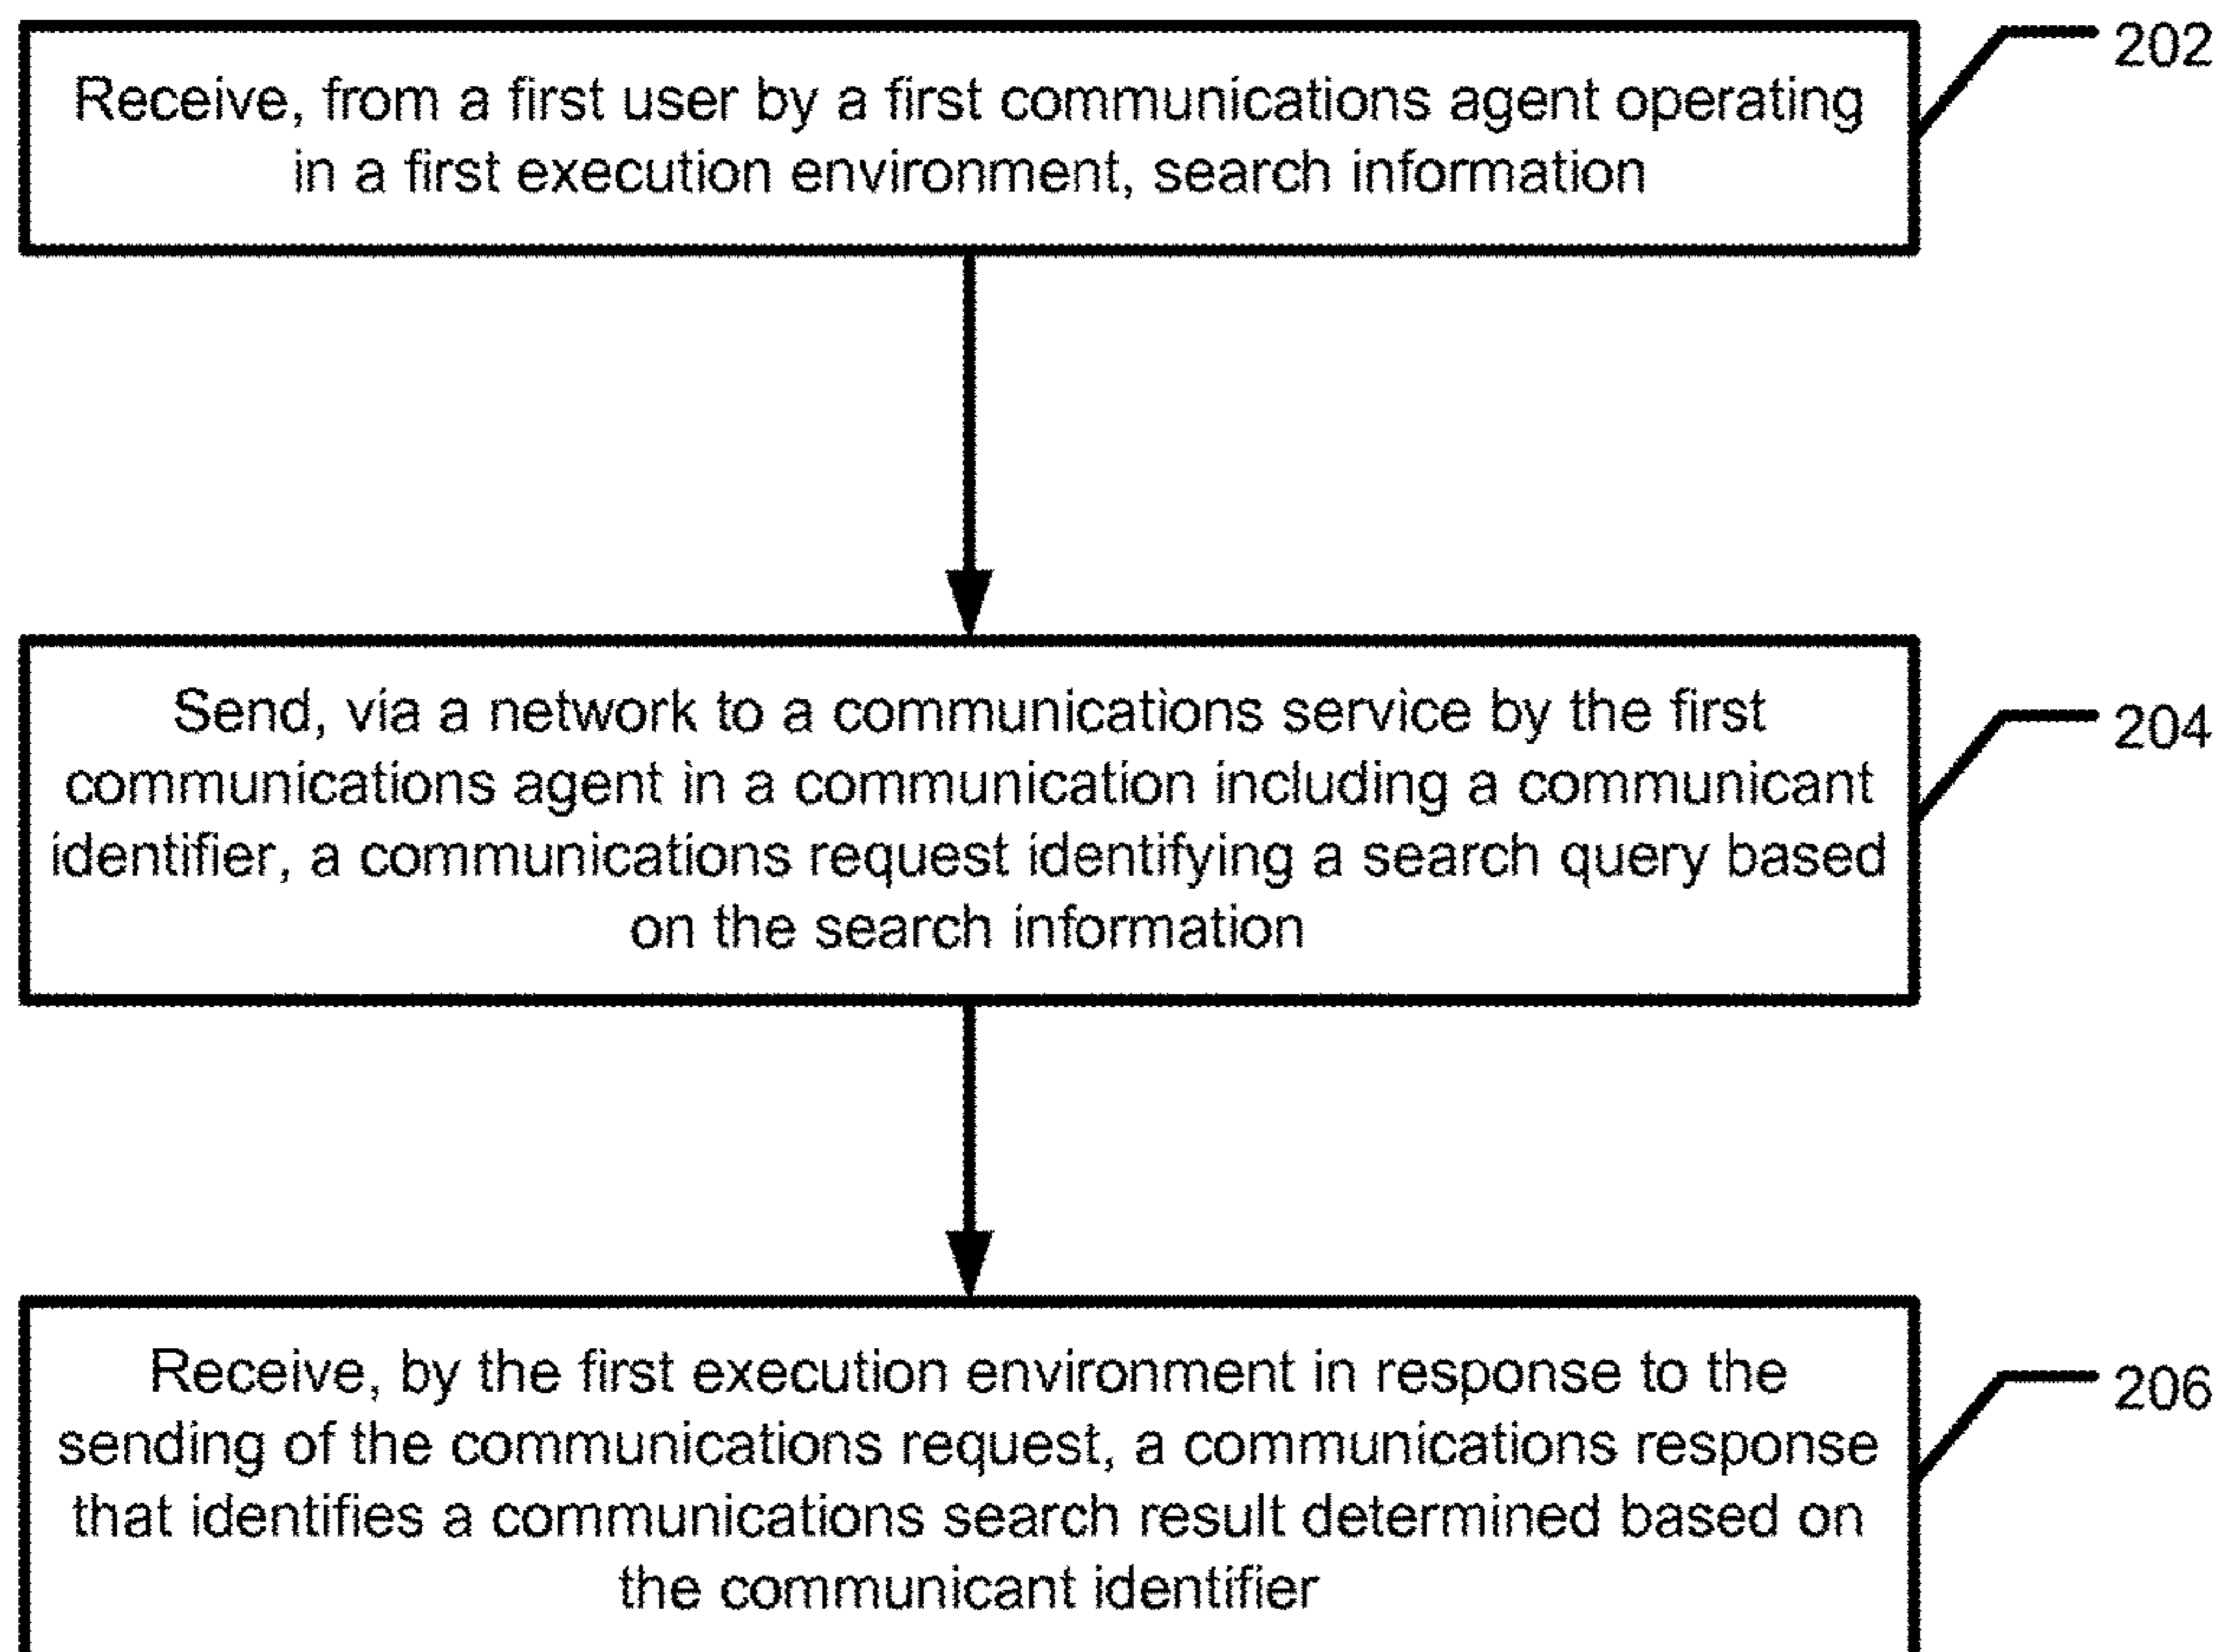 Receive, from a first user by a first communications agent operating
in a first execution environment, search information
202
Send, via a network to a communications service by the first
communications agent in a communication including a communicant
identifier, a communications request identifying a search query based
on the search information
204
Receive, by the first execution environment in response to the
sending of the communications request, a communications response
that identifies a communications search result determined based on
the communicant identifier
206